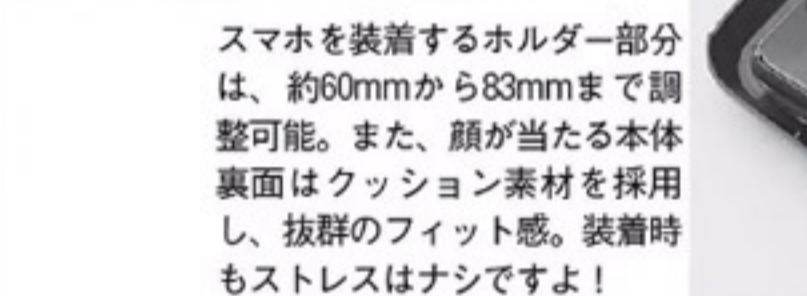 スマホを装着するホルダー部分
は、約60mmから83mmまで調
整可能。また、顔が当たる本体
裏面はクッション素材を採用
し、抜群のフィット感。装着時
もストレスはナシですよ！